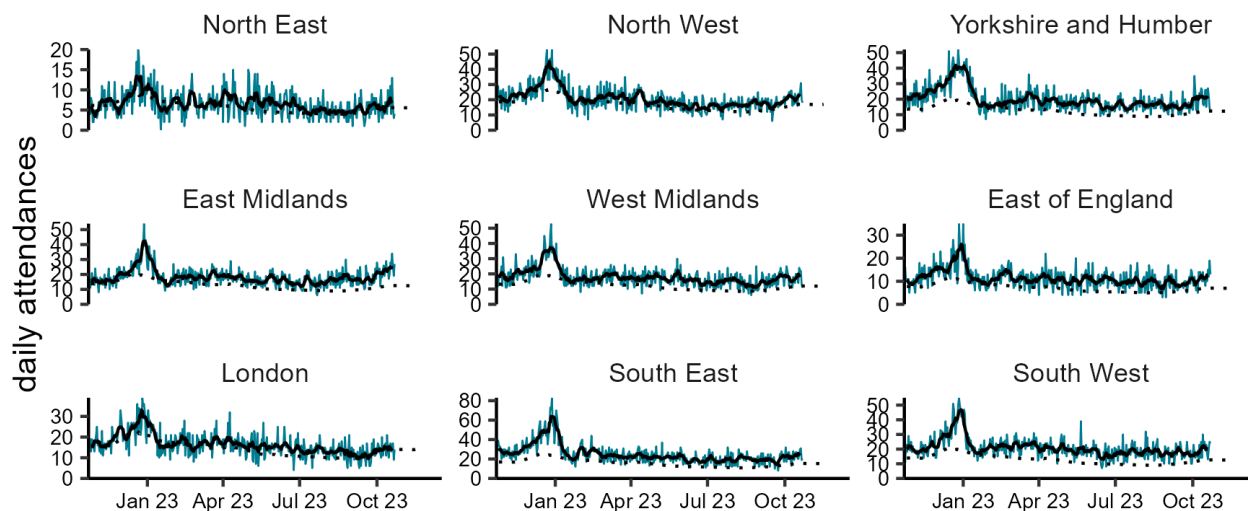 North East North West Yorkshire and Humber
20 50 50
15 40 40
10 30 30
5 20 20
0 10 10
0 0
daily attendances
East Midlands West Midlands East of England
50 50 30
40 40 20
30 30 10
20 20 0
10 10
0 0
London South East South West
30 80 50
20 60 40
10 40 30
0 20 20
0 10
0
Jan 23 Apr 23 Jul 23 Oct 23 Jan 23 Apr 23 Jul 23 Oct 23 Jan 23 Apr 23 Jul 23 Oct 23